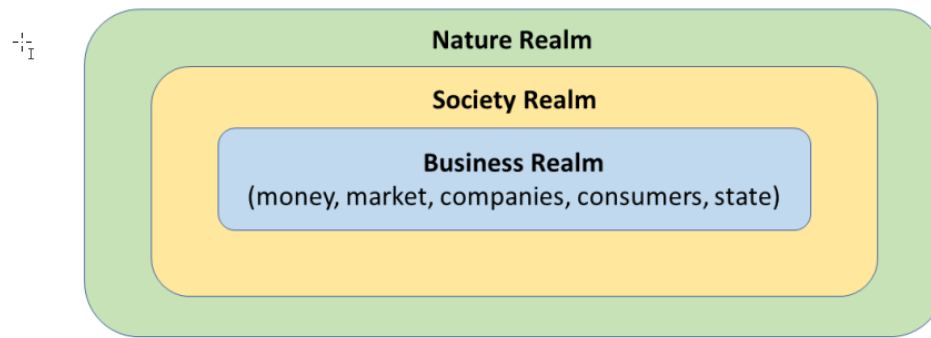 Nature Realm
Society Realm
Business Realm
(money, market, companies, consumers, state)